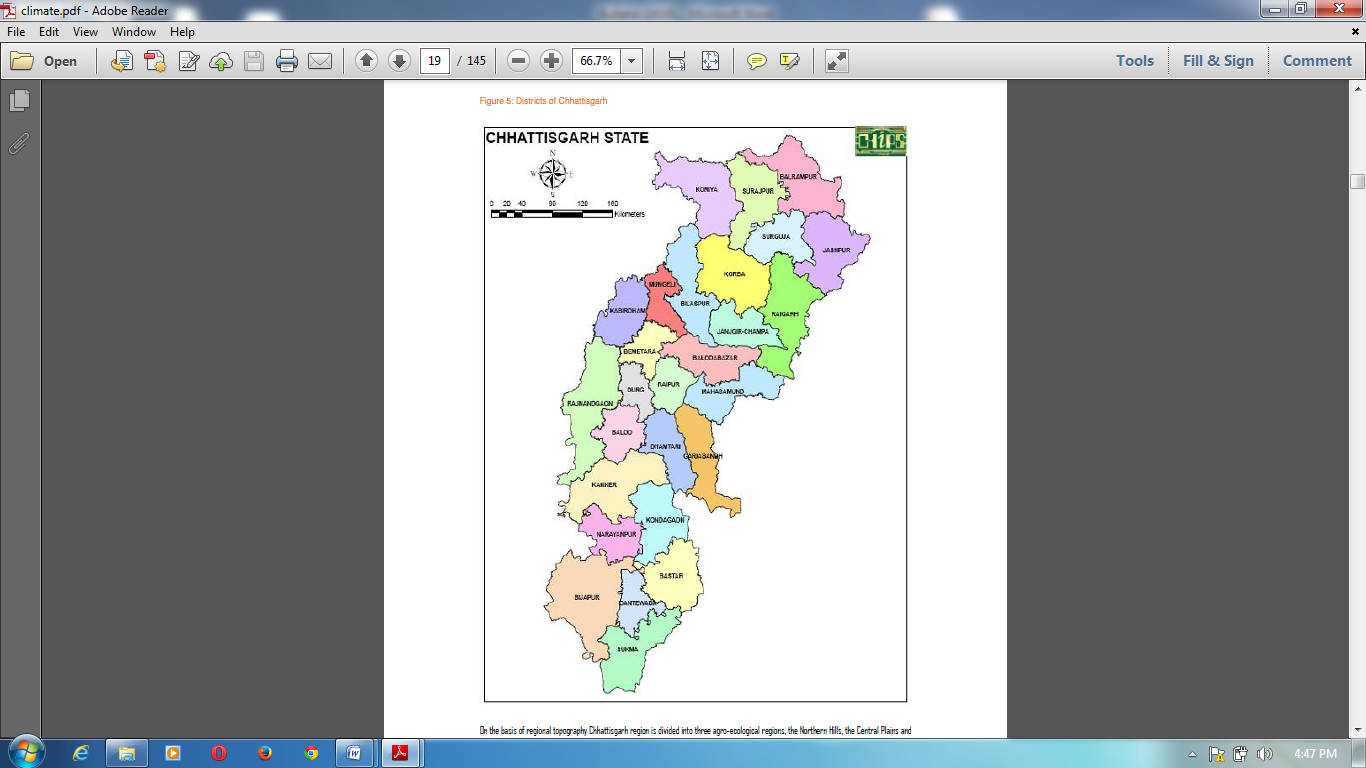 climate.pdf - Adobe Reader
File Edit View Window Help
Open 19 / 145 66.7% Tools Fill & Sign Comment
Figure 5: Districts of Chhattisgarh
CHHATTISGARH STATE
CHiPS
N
W E
S
0 20 40 80 120 160
Kilometers
BALRAMPUR
KORIYA
SURAJPUR
SURGUJA
JASHPUR
KORBA
MUNGELI
BILASPUR
KABIRDHAM
RAIGARH
JANJGIR-CHAMPA
BEMETARA
BALODABAZAR
RAIPUR
DURG
MAHASAMUND
RAJNANDGAON
BALOD
DHAMTARI
GARIABANDH
KANKER
KONDAGAON
NARAYANPUR
BASTAR
BIJAPUR
DANTEWADA
SUKMA
On the basis of regional topography Chhattisgarh region is divided into three agro-ecological regions, the Northern Hills, the Central Plains and
4:47 PM